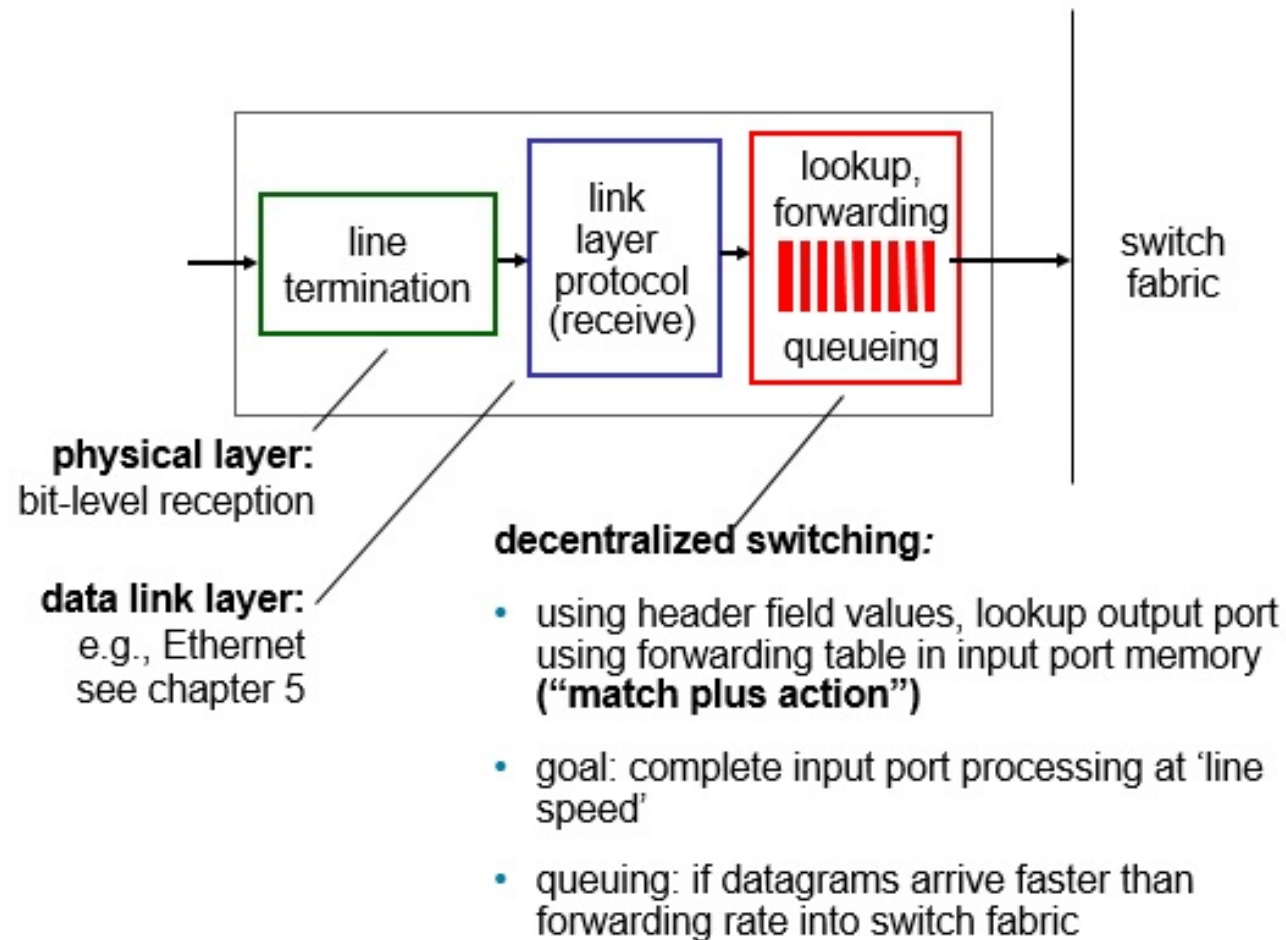 line
termination
link
layer
protocol
(receive)
lookup,
forwarding
queueing
switch
fabric
physical layer:
bit-level reception
data link layer:
e.g., Ethernet
see chapter 5
decentralized switching:
• using header field values, lookup output port
using forwarding table in input port memory
(“match plus action”)
• goal: complete input port processing at ‘line
speed’
• queuing: if datagrams arrive faster than
forwarding rate into switch fabric